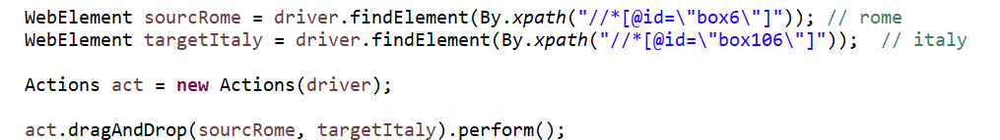 WebElement sourcRome = driver.findElement(By.xpath("//*[@id=\"box6\"]")); // rome
WebElement targetItaly = driver.findElement(By.xpath("//*[@id=\"box106\"]"));  // italy
Actions act = new Actions(driver);
act.dragAndDrop(sourcRome, targetItaly).perform();